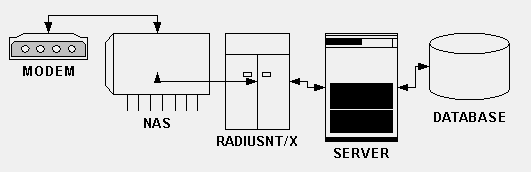 MODEM
NAS
RADIUSNT/X
SERVER
DATABASE